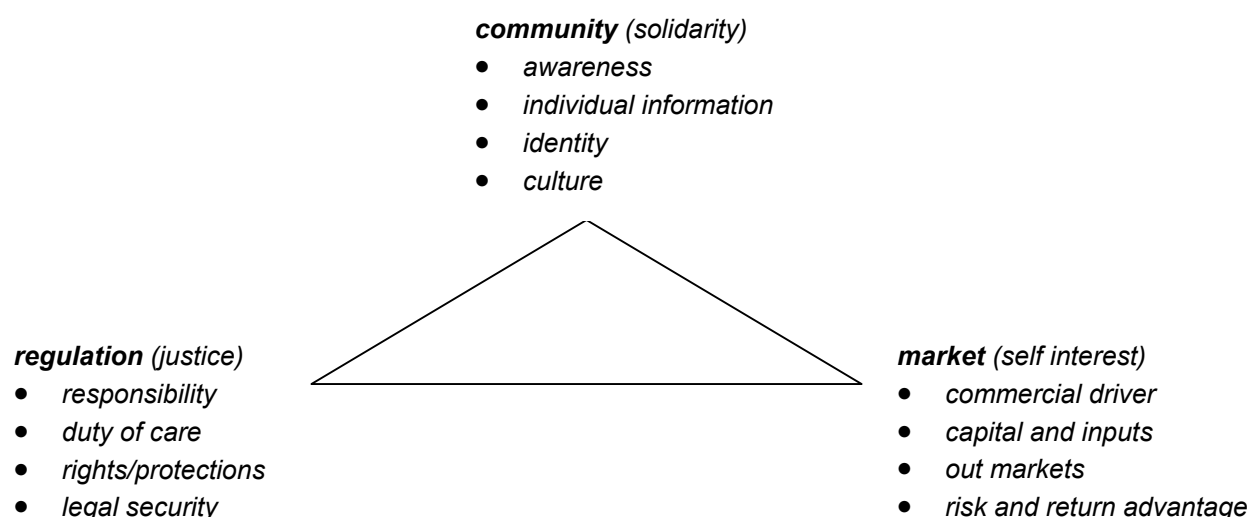 community (solidarity)
• awareness
• individual information
• identity
• culture
regulation (justice)
• responsibility
• duty of care
• rights/protections
• legal security
market (self interest)
• commercial driver
• capital and inputs
• out markets
• risk and return advantage